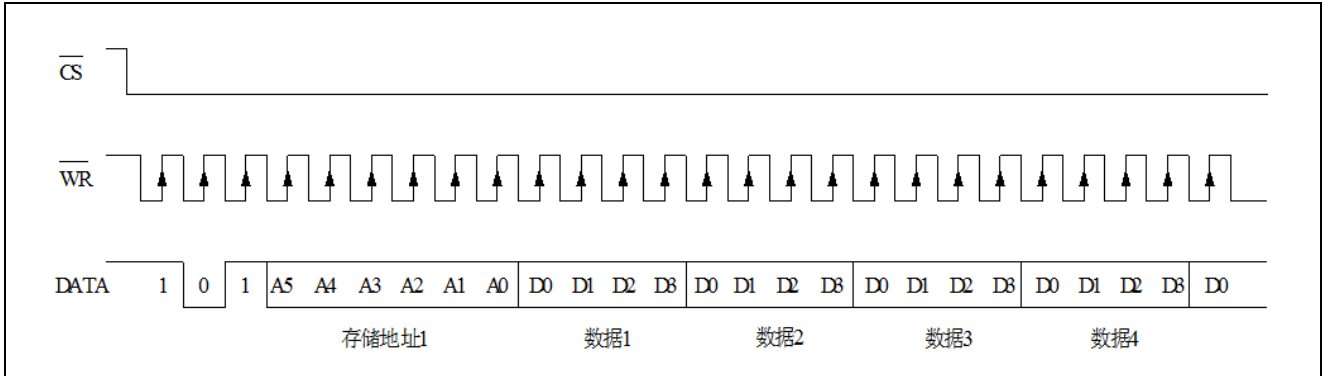 CS
WR
DATA 1 0 1 A5 A4 A3 A2 A1 A0 D0 D1 D2 D3 D0 D1 D2 D3 D0 D1 D2 D3 D0 D1 D2 D3 D0
存储地址1 数据1 数据2 数据3 数据4